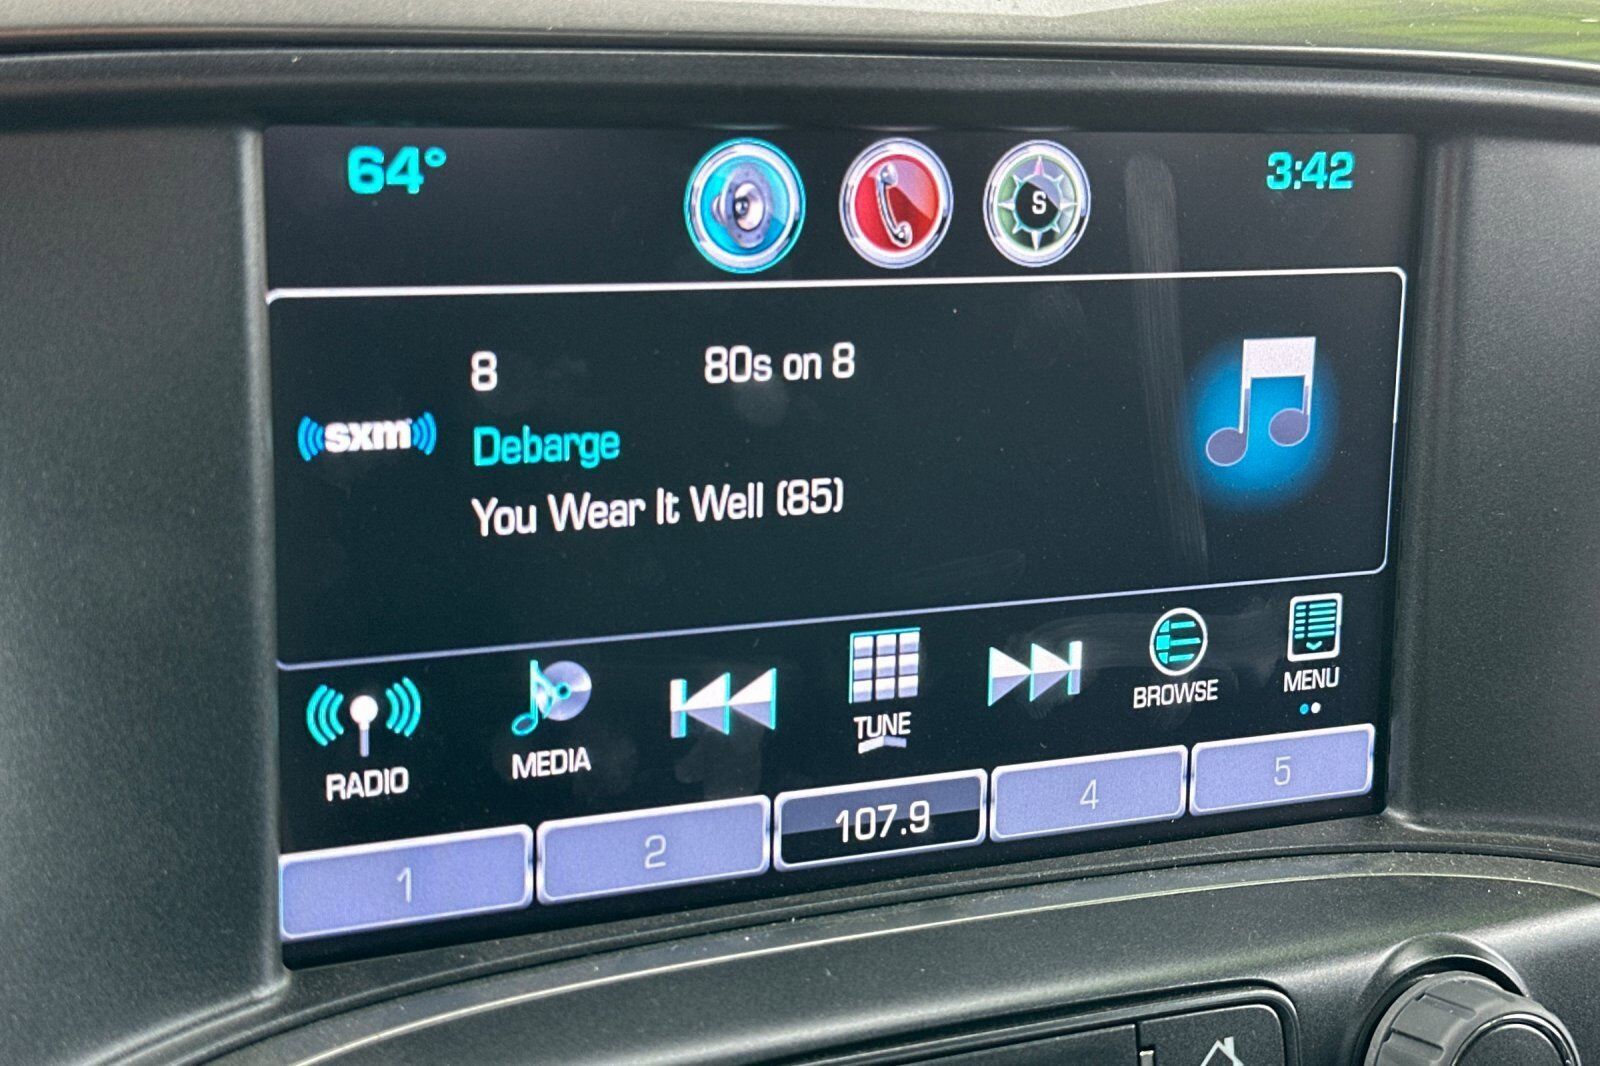 64°
S
3:42
8
80s on 8
sxm
Debarge
You Wear It Well (85)
RADIO
MEDIA
TUNE
BROWSE
MENU
1
2
107.9
4
5